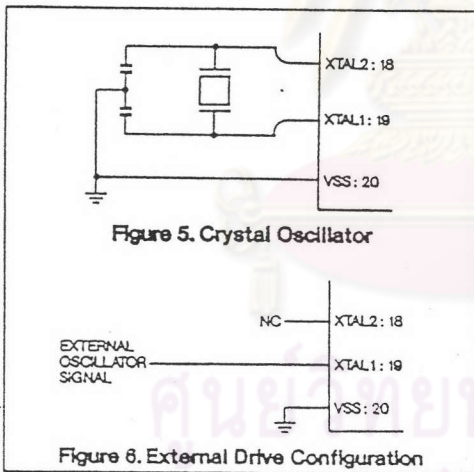 XTAL2: 18
XTAL1: 19
VSS: 20
Figure 5. Crystal Oscillator
NC
XTAL2: 18
EXTERNAL
OSCILLATOR
SIGNAL
XTAL1: 19
VSS: 20
Figure 6. External Drive Configuration